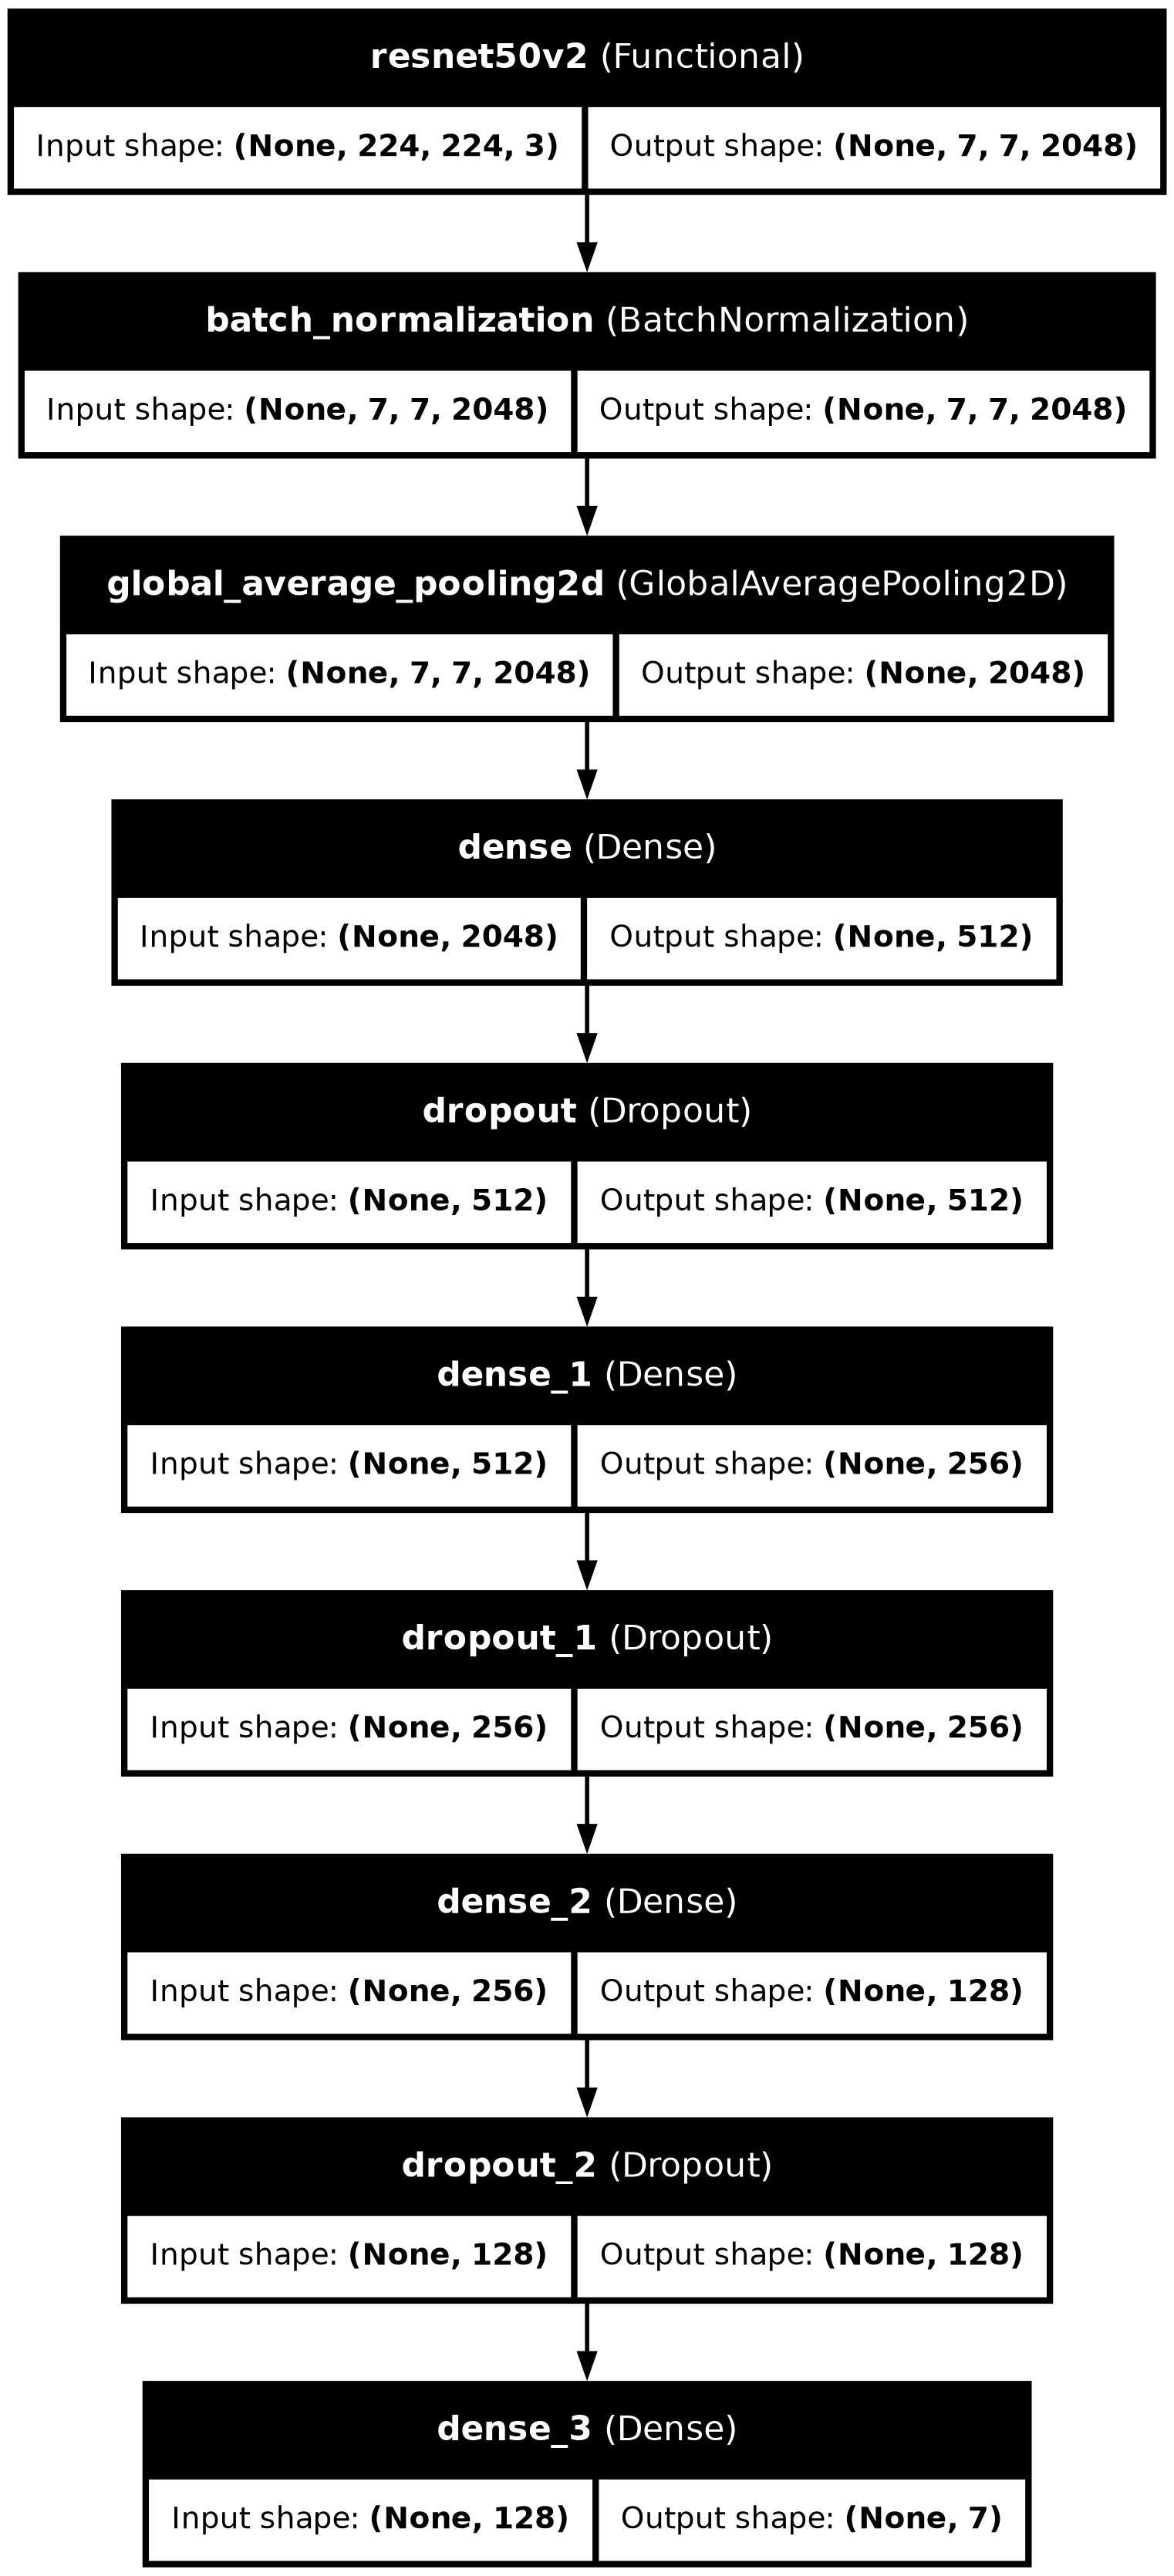 resnet50v2 (Functional)
Input shape: (None, 224, 224, 3) Output shape: (None, 7, 7, 2048)
batch_normalization (BatchNormalization)
Input shape: (None, 7, 7, 2048) Output shape: (None, 7, 7, 2048)
global_average_pooling2d (GlobalAveragePooling2D)
Input shape: (None, 7, 7, 2048) Output shape: (None, 2048)
dense (Dense)
Input shape: (None, 2048) Output shape: (None, 512)
dropout (Dropout)
Input shape: (None, 512) Output shape: (None, 512)
dense_1 (Dense)
Input shape: (None, 512) Output shape: (None, 256)
dropout_1 (Dropout)
Input shape: (None, 256) Output shape: (None, 256)
dense_2 (Dense)
Input shape: (None, 256) Output shape: (None, 128)
dropout_2 (Dropout)
Input shape: (None, 128) Output shape: (None, 128)
dense_3 (Dense)
Input shape: (None, 128) Output shape: (None, 7)